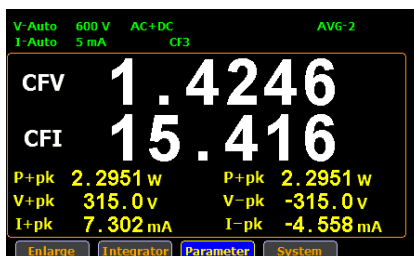 V-Auto 600 V AC+DC AVG-2
I-Auto 5 mA CF3
CFV 1.4246
CFI 15.416
P+pk 2.2951 W P+pk 2.2951 W
V+pk 315.0 V V-pk -315.0 V
I+pk 7.302 mA I-pk -4.558 mA
Enlarge Integrator Parameter System